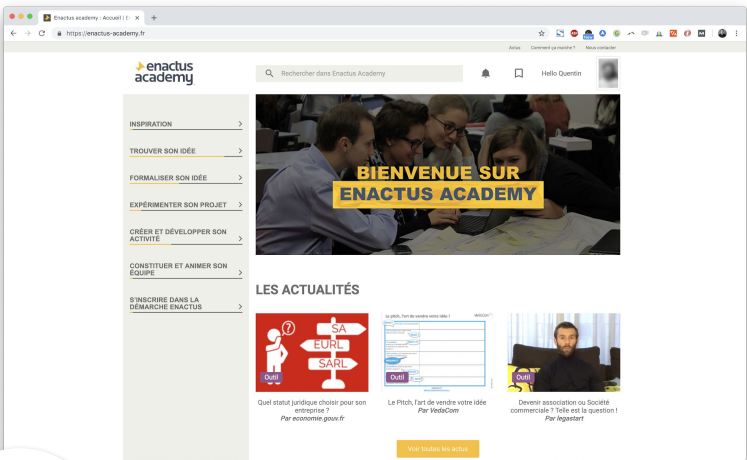 Enactus academy : Accueil | E
https://enactus-academy.fr
Actus Comment ça marche ? Nous contacter
enactus
academy
Rechercher dans Enactus Academy
Hello Quentin
INSPIRATION
TROUVER SON IDÉE
FORMALISER SON IDÉE
EXPÉRIMENTER SON PROJET
CRÉER ET DÉVELOPPER SON
ACTIVITÉ
CONSTITUER ET ANIMER SON
ÉQUIPE
S'INSCRIRE DANS LA
DÉMARCHE ENACTUS
BIENVENUE SUR
ENACTUS ACADEMY
LES ACTUALITÉS
SA
EURL
SARL
Outil
Le pitch, l'art de vendre votre idée !
Outil
Outil
Quel statut juridique choisir pour son
entreprise ?
Par economie.gouv.fr
Le Pitch, l'art de vendre votre idée
Par VedaCom
Devenir association ou Société
commerciale ? Telle est la question !
Par legastart
Voir toutes les actus